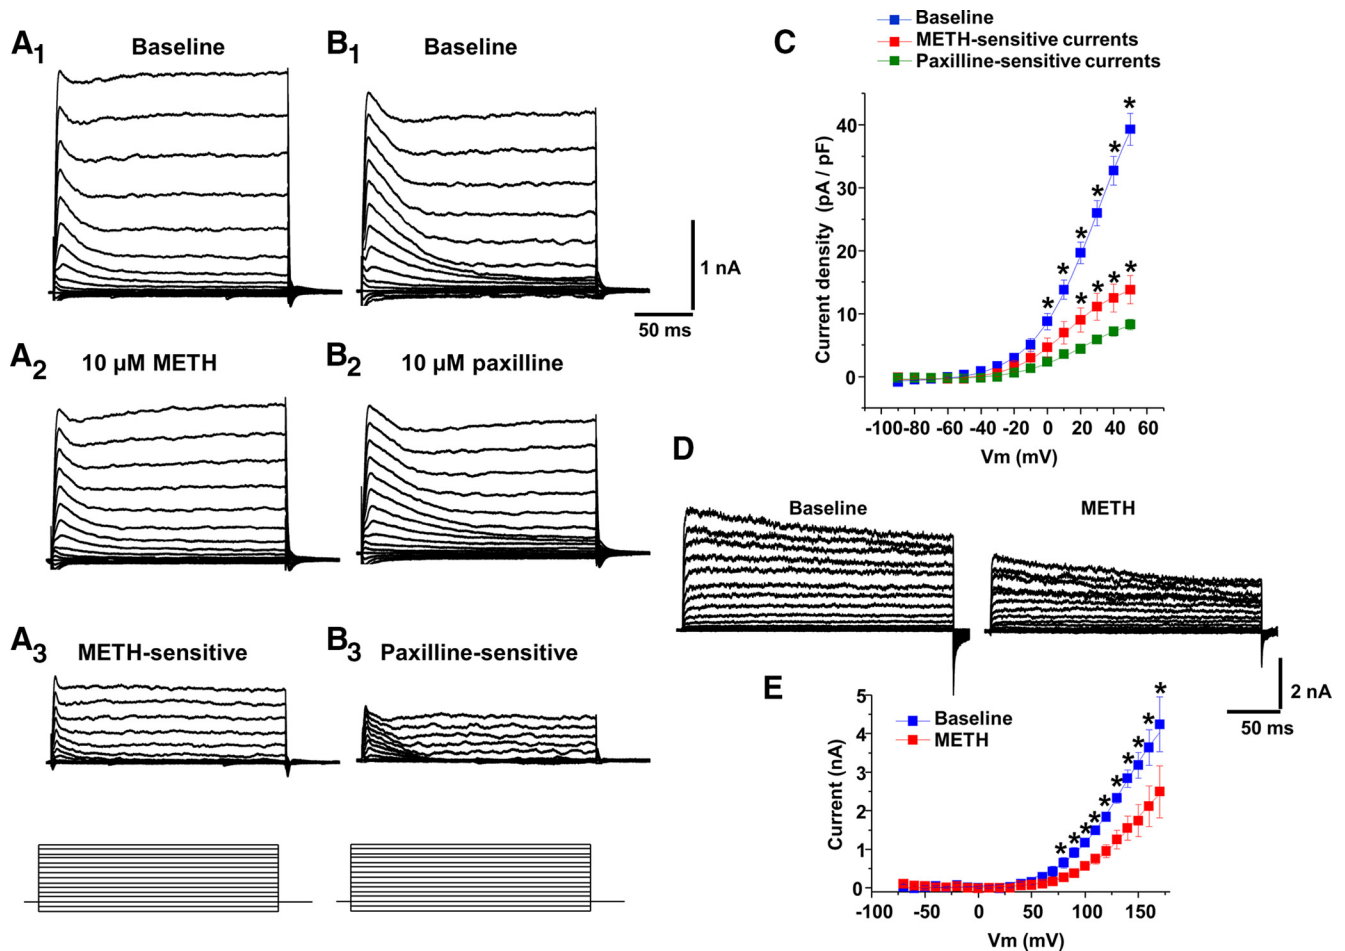 A1 Baseline
B1 Baseline
1 nA
50 ms
A2 10 µM METH
B2 10 µM paxilline
A3 METH-sensitive
B3 Paxilline-sensitive
C
Baseline
METH-sensitive currents
Paxilline-sensitive currents
Current density (pA / pF)
40
30
20
10
0
-100 -80 -60 -40 -20 0 20 40 60
Vm (mV)
* * * * * *
* * * *
D
Baseline METH
2 nA
50 ms
E
Baseline
METH
Current (nA)
5
4
3
2
1
0
-100 -50 0 50 100 150
Vm (mV)
* * * * * * * * * *